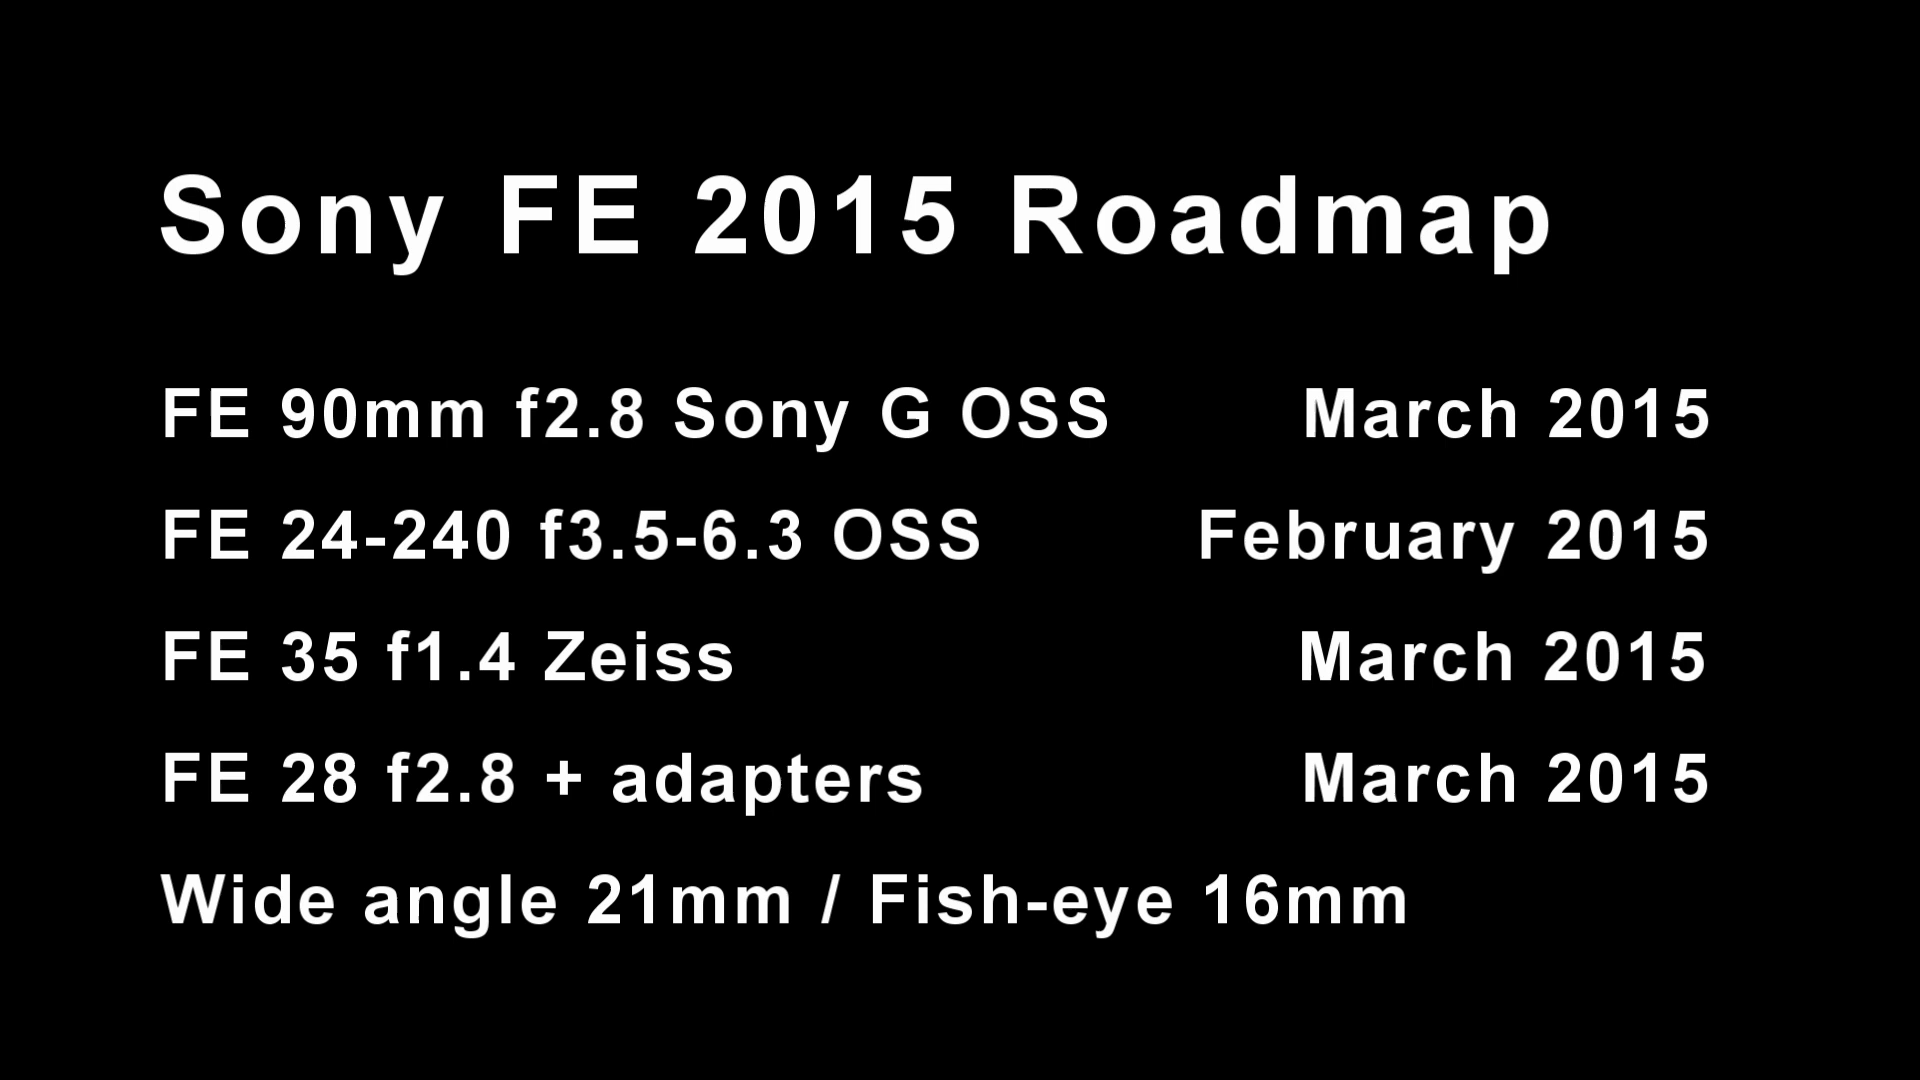 Sony FE 2015 Roadmap
FE 90mm f2.8 Sony G OSS March 2015
FE 24-240 f3.5-6.3 OSS February 2015
FE 35 f1.4 Zeiss March 2015
FE 28 f2.8 + adapters March 2015
Wide angle 21mm / Fish-eye 16mm